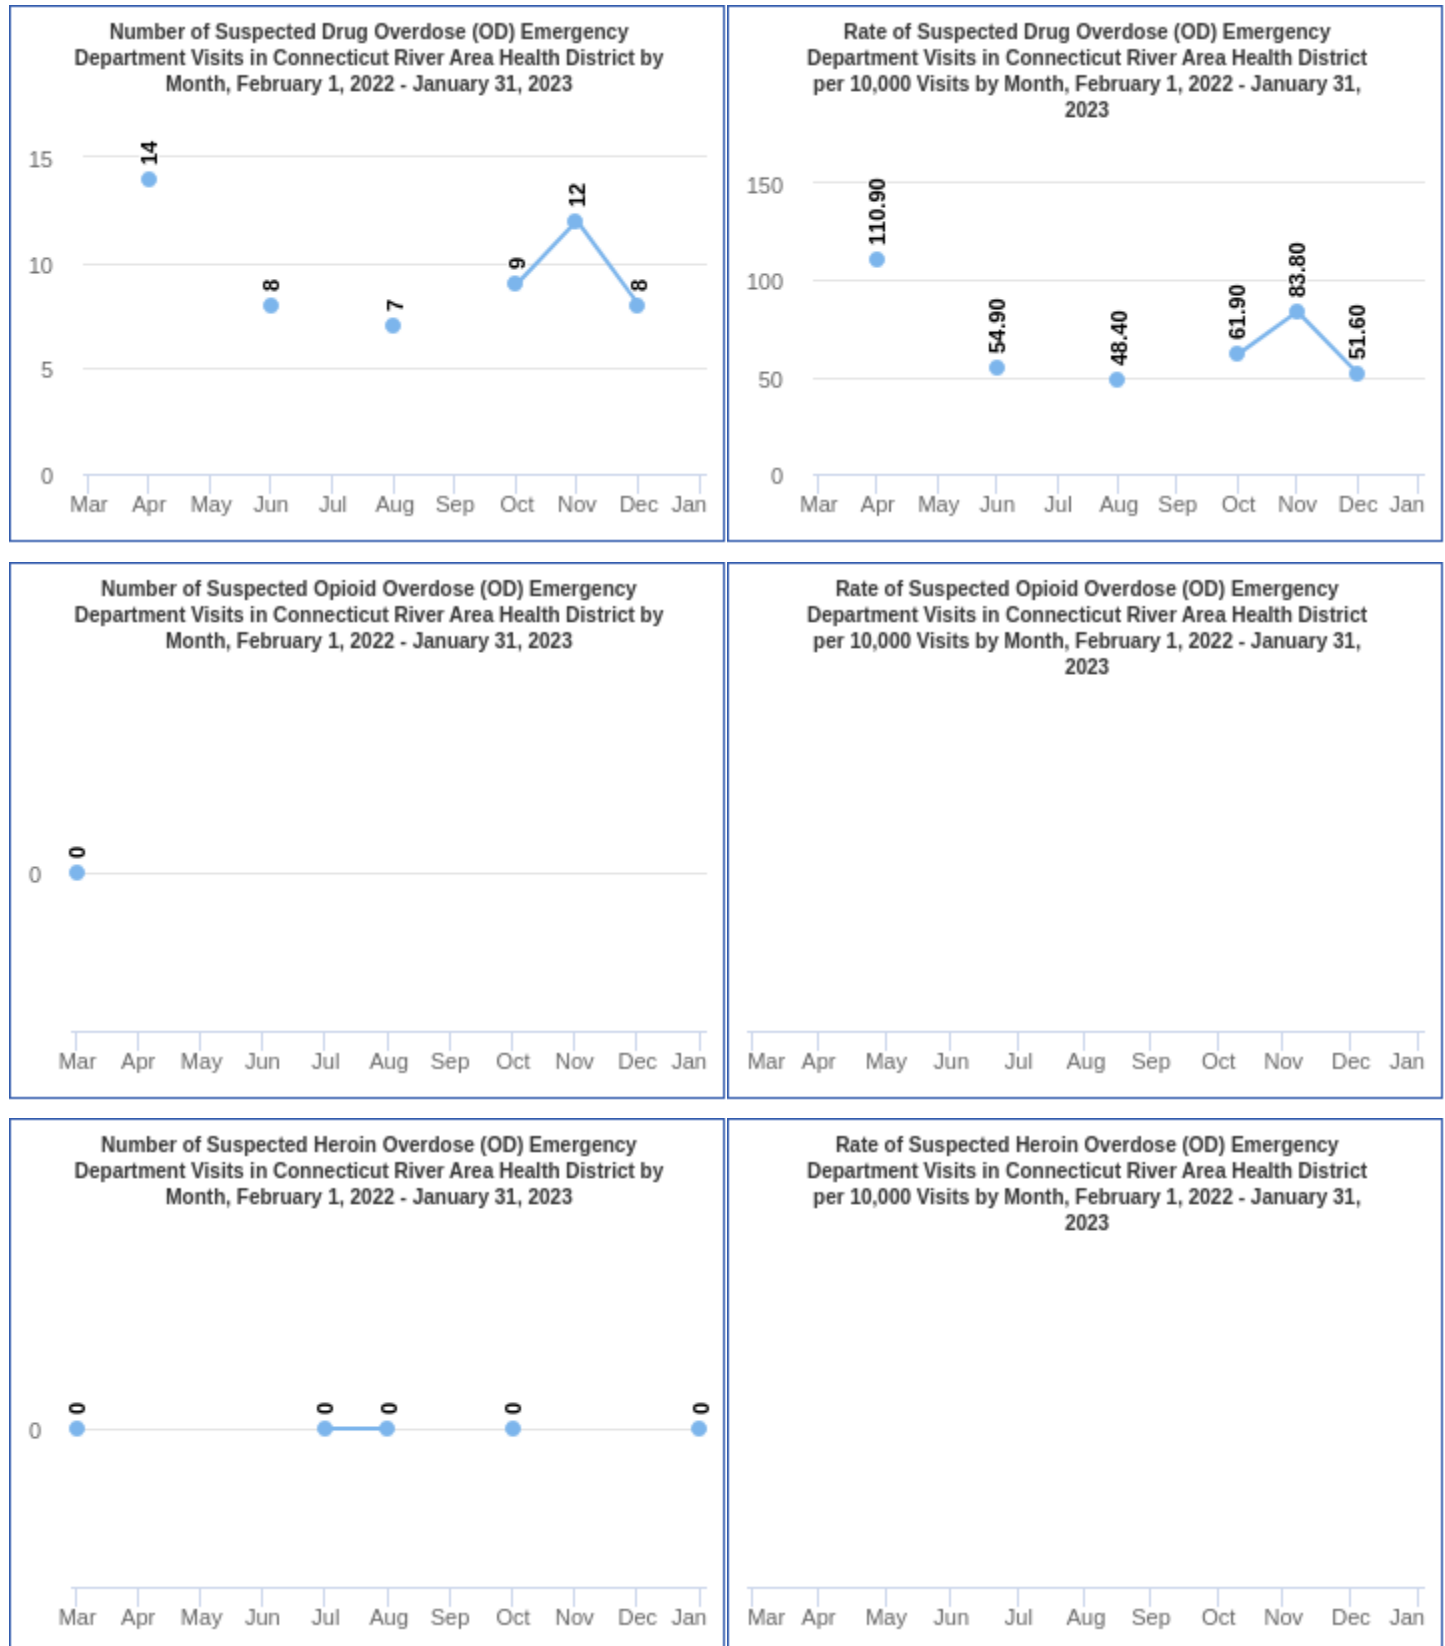 Number of Suspected Drug Overdose (OD) Emergency
Department Visits in Connecticut River Area Health District by
Month, February 1, 2022 - January 31, 2023
15
10
5
0
14
8
7
9
12
8
Mar Apr May Jun Jul Aug Sep Oct Nov Dec Jan
Rate of Suspected Drug Overdose (OD) Emergency
Department Visits in Connecticut River Area Health District
per 10,000 Visits by Month, February 1, 2022 - January 31,
2023
150
100
50
0
110.90
54.90
48.40
61.90
83.80
51.60
Mar Apr May Jun Jul Aug Sep Oct Nov Dec Jan
Number of Suspected Opioid Overdose (OD) Emergency
Department Visits in Connecticut River Area Health District by
Month, February 1, 2022 - January 31, 2023
0
0
Mar Apr May Jun Jul Aug Sep Oct Nov Dec Jan
Rate of Suspected Opioid Overdose (OD) Emergency
Department Visits in Connecticut River Area Health District
per 10,000 Visits by Month, February 1, 2022 - January 31,
2023
Mar Apr May Jun Jul Aug Sep Oct Nov Dec Jan
Number of Suspected Heroin Overdose (OD) Emergency
Department Visits in Connecticut River Area Health District by
Month, February 1, 2022 - January 31, 2023
0
0
0
0
0
0
Mar Apr May Jun Jul Aug Sep Oct Nov Dec Jan
Rate of Suspected Heroin Overdose (OD) Emergency
Department Visits in Connecticut River Area Health District
per 10,000 Visits by Month, February 1, 2022 - January 31,
2023
Mar Apr May Jun Jul Aug Sep Oct Nov Dec Jan